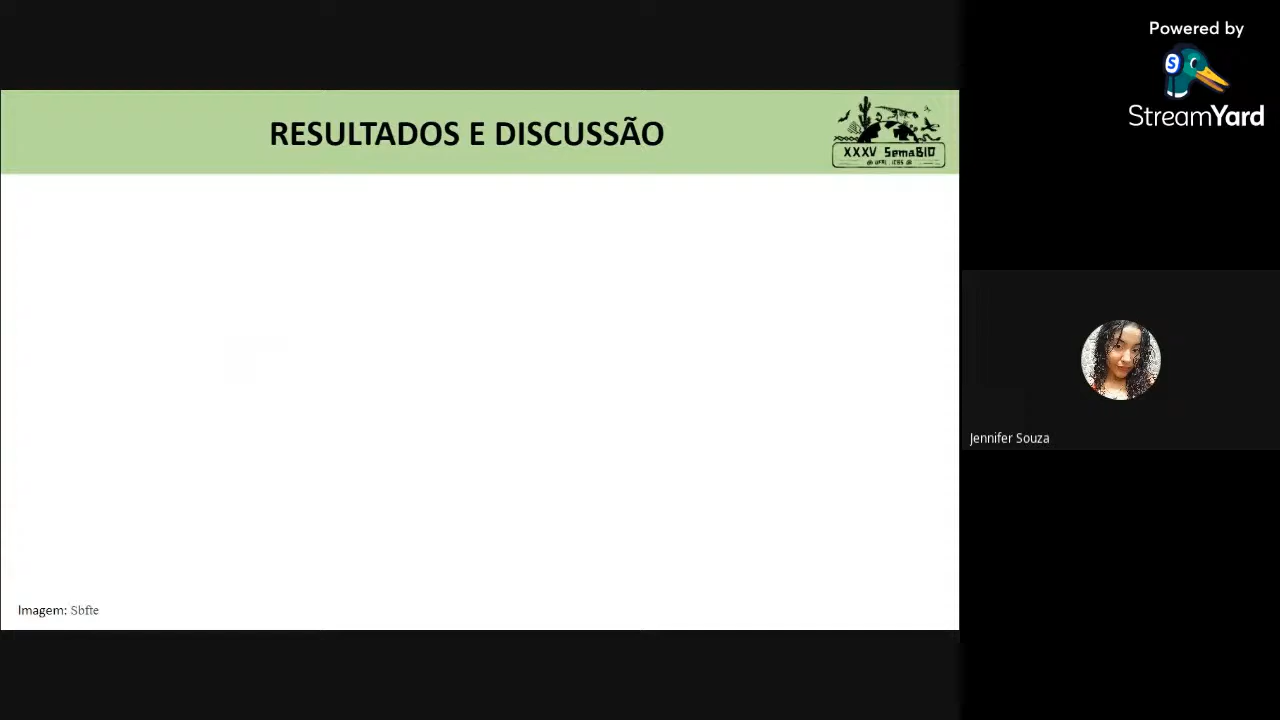 Powered by
StreamYard
RESULTADOS E DISCUSSÃO
XXXV SemaBIO
Jennifer Souza
Imagem: Sbfte